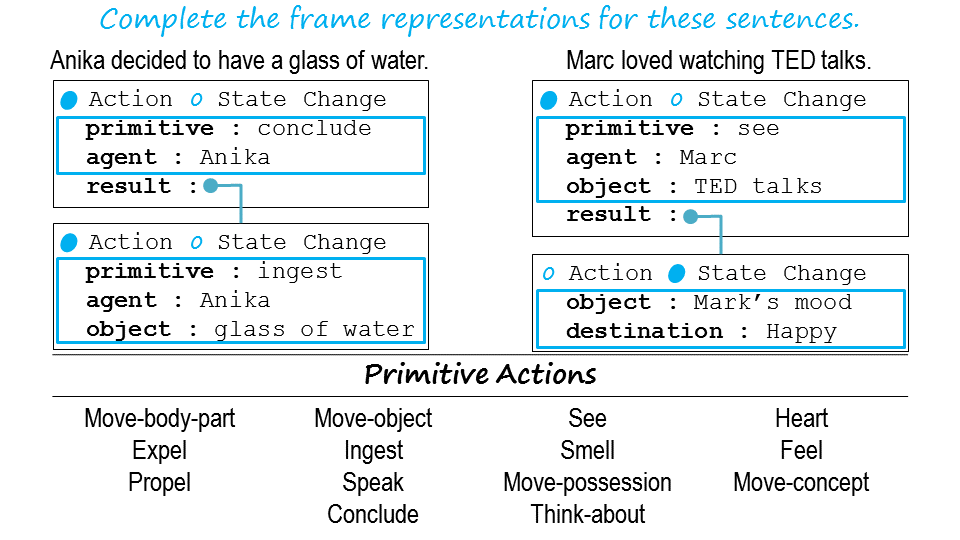 Complete the frame representations for these sentences.
Anika decided to have a glass of water.
Action o State Change
primitive : conclude
agent : Anika
result :
Action o State Change
primitive : ingest
agent : Anika
object : glass of water
Marc loved watching TED talks.
Action o State Change
primitive : see
agent : Marc
object : TED talks
result :
o Action State Change
object : Mark's mood
destination : Happy
Primitive Actions
Move-body-part Move-object See Heart
Expel Ingest Smell Feel
Propel Speak Move-possession Move-concept
Conclude Think-about